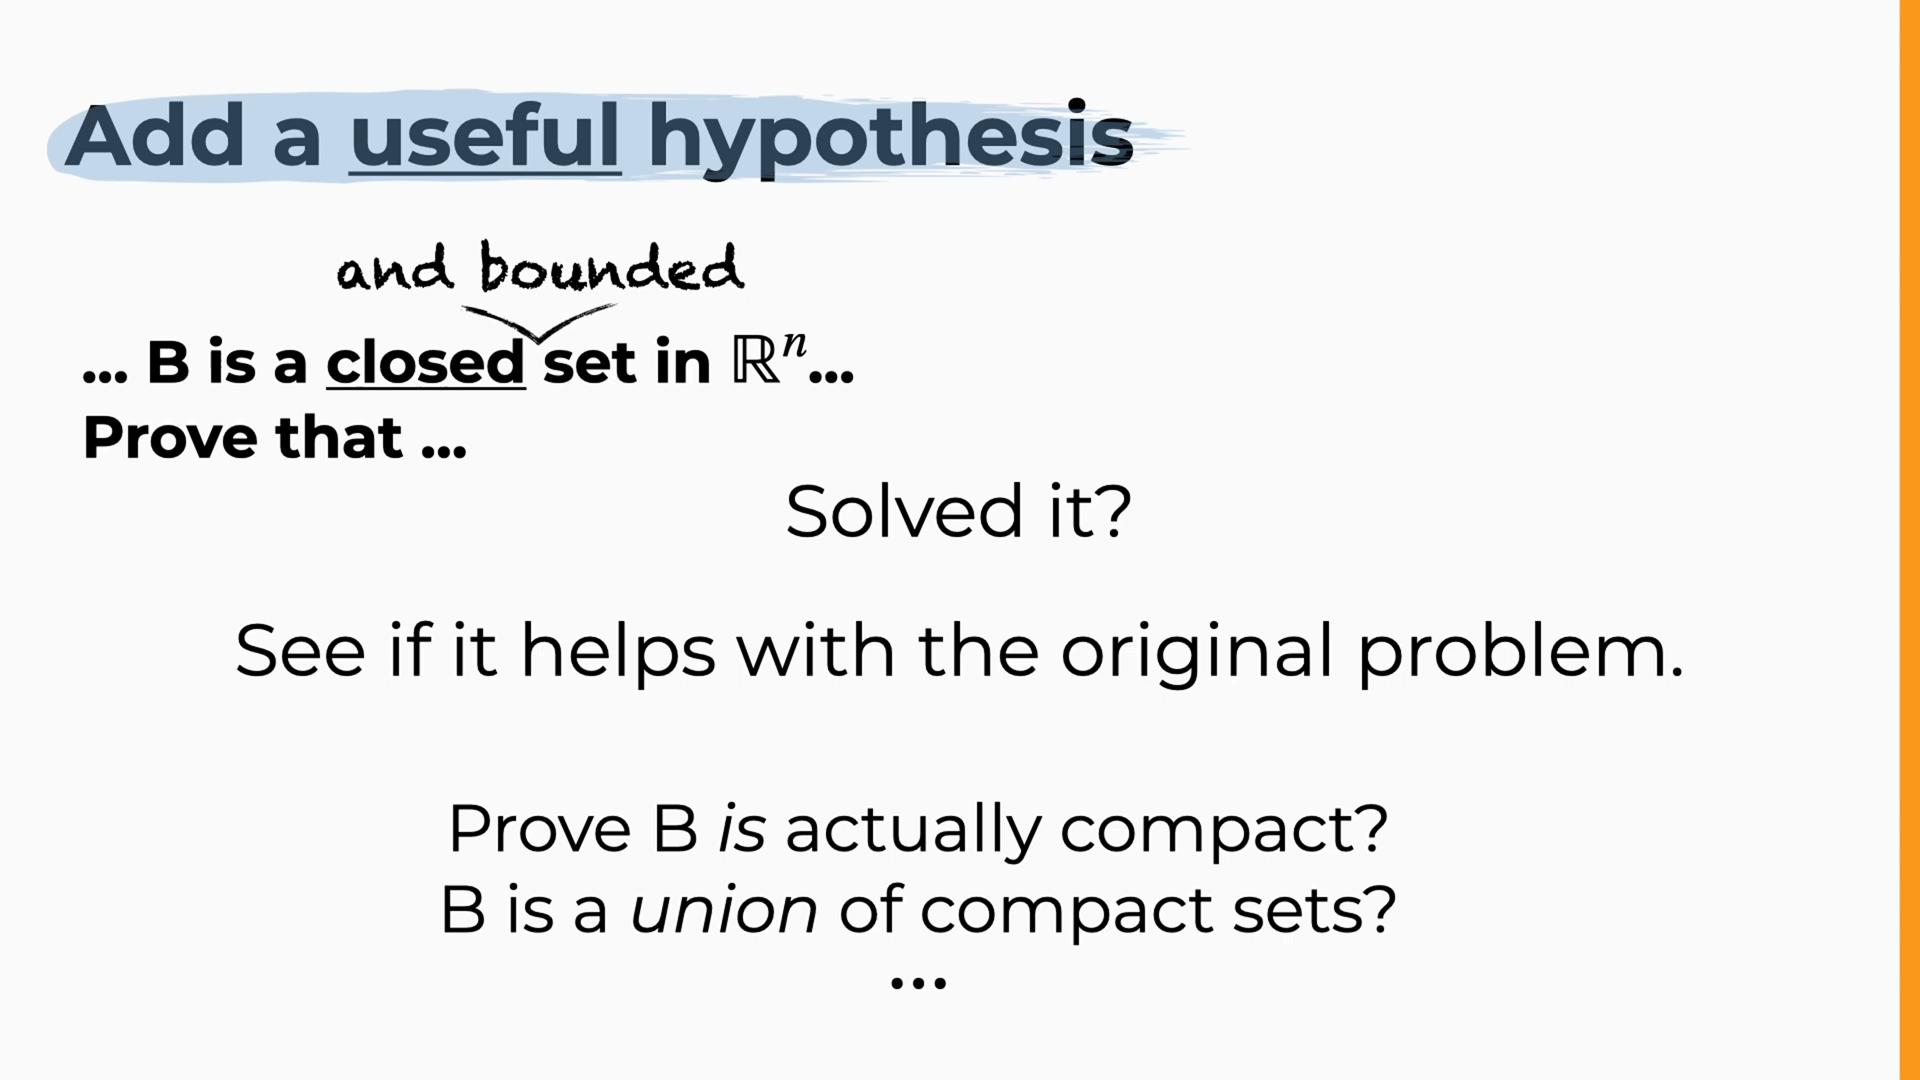 Add a useful hypothesis
and bounded
... B is a closed set in ℝⁿ...
Prove that ...
Solved it?
See if it helps with the original problem.
Prove B is actually compact?
B is a union of compact sets?
...